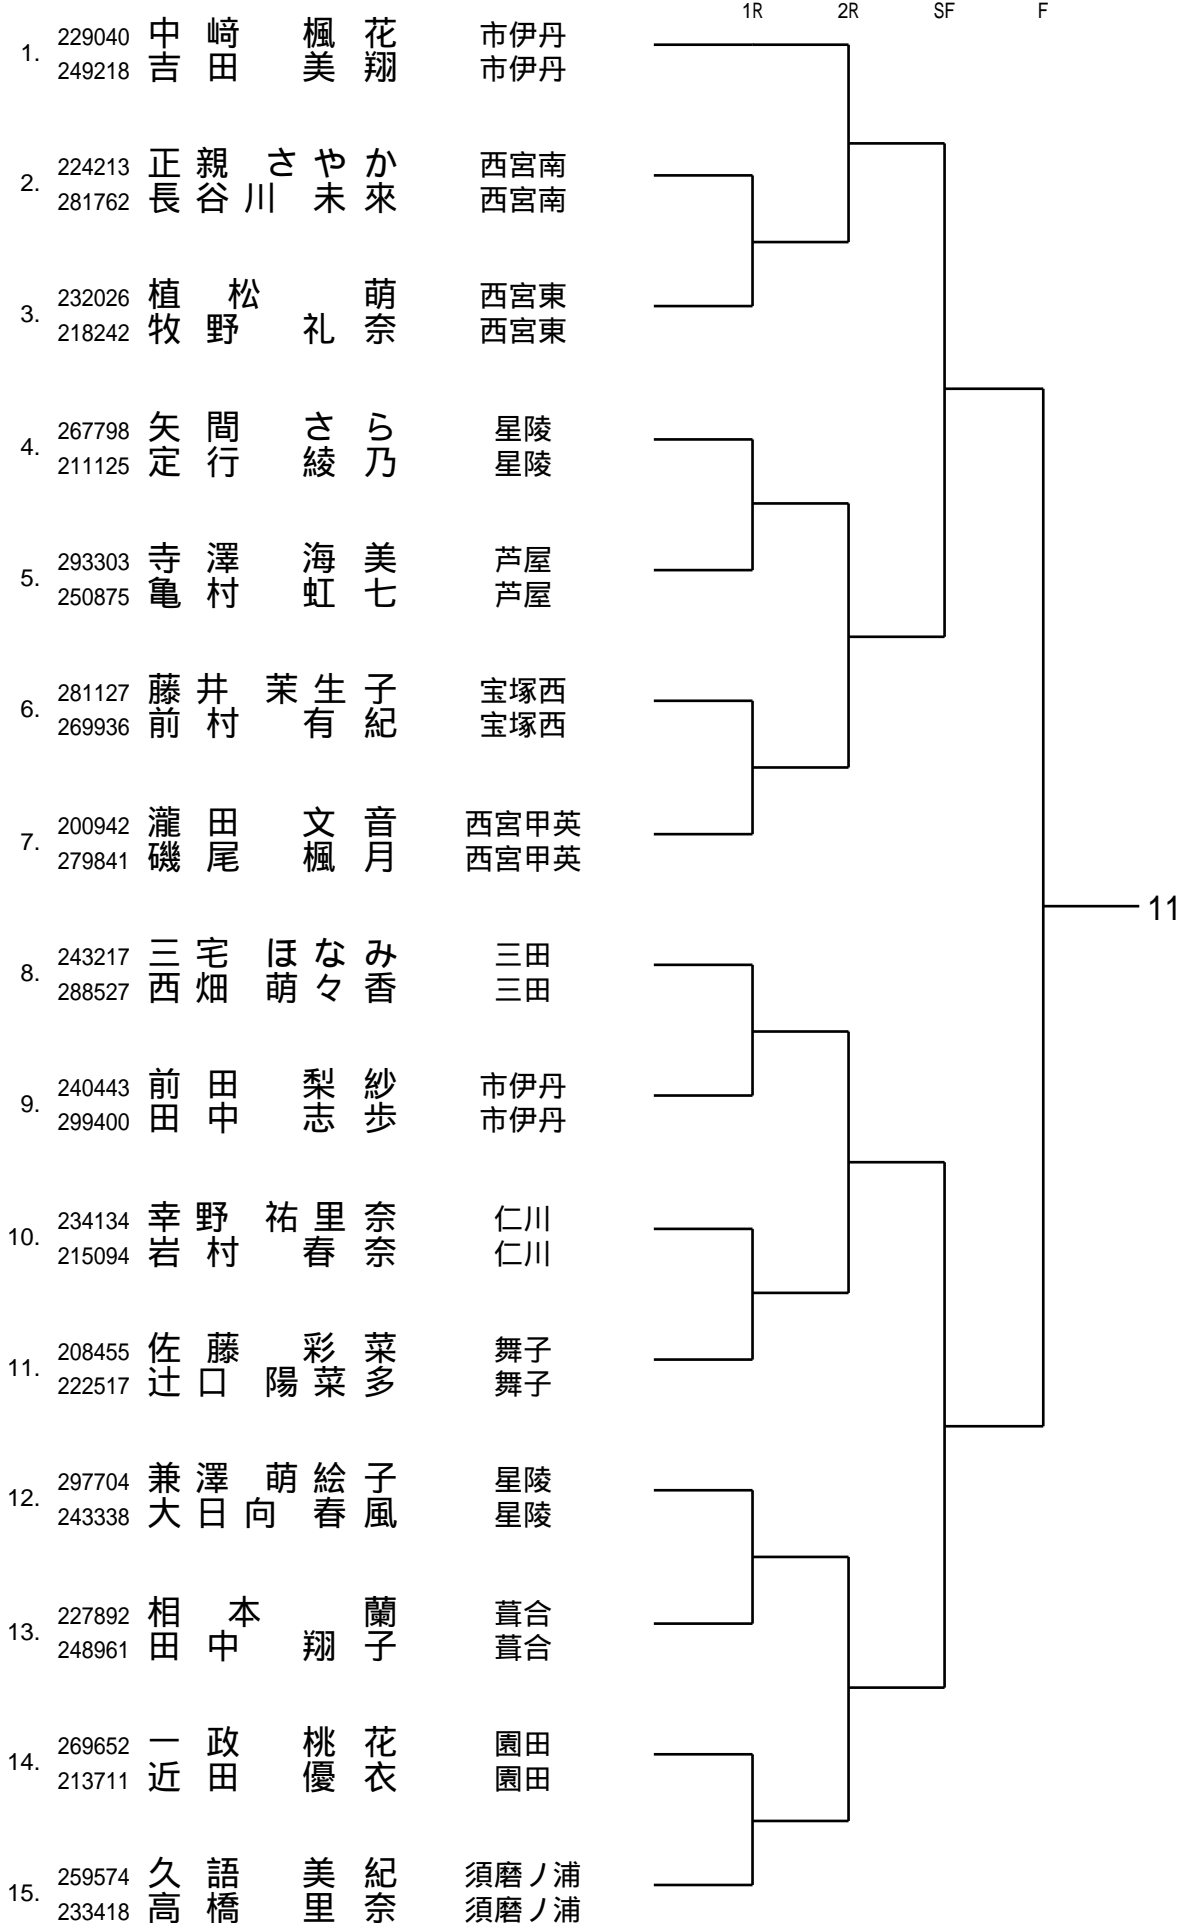 1R 2R SF F
1. 229040 中﨑 楓花 市伊丹
249218 吉田 美翔 市伊丹
2. 224213 正親 さやか 西宮南
281762 長谷川 未來 西宮南
3. 232026 植松 萌 西宮東
218242 牧野 礼奈 西宮東
4. 267798 矢間 さら 星陵
211125 定行 綾乃 星陵
5. 293303 寺澤 海美 芦屋
250875 亀村 虹七 芦屋
6. 281127 藤井 茉生子 宝塚西
269936 前村 有紀 宝塚西
7. 200942 瀧田 文音 西宮甲英
279841 磯尾 楓月 西宮甲英
11
8. 243217 三宅 ほなみ 三田
288527 西畑 萌々香 三田
9. 240443 前田 梨紗 市伊丹
299400 田中 志歩 市伊丹
10. 234134 幸野 祐里奈 仁川
215094 岩村 春奈 仁川
11. 208455 佐藤 彩菜 舞子
222517 辻口 陽菜多 舞子
12. 297704 兼澤 萌絵子 星陵
243338 大日向 春風 星陵
13. 227892 相本 蘭 葺合
248961 田中 翔子 葺合
14. 269652 一政 桃花 園田
213711 近田 優衣 園田
15. 259574 久語 美紀 須磨ノ浦
233418 高橋 里奈 須磨ノ浦